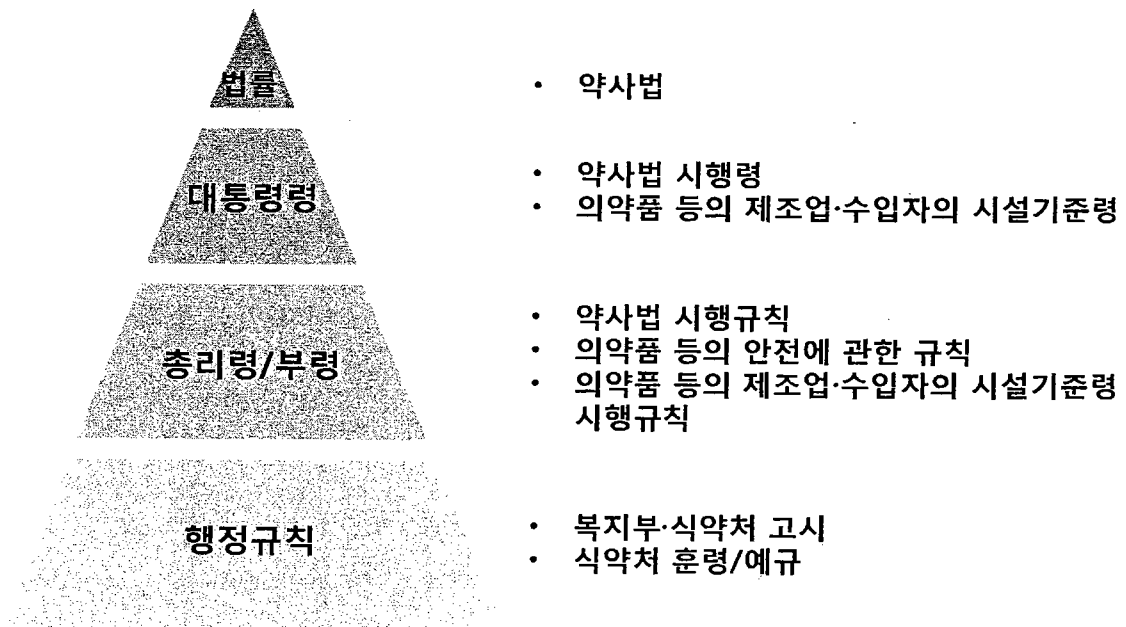 법률
• 약사법
대통령령
• 약사법 시행령
• 의약품 등의 제조업·수입자의 시설기준령
총리령/부령
• 약사법 시행규칙
• 의약품 등의 안전에 관한 규칙
• 의약품 등의 제조업·수입자의 시설기준령
시행규칙
행정규칙
• 복지부·식약처 고시
• 식약처 훈령/예규